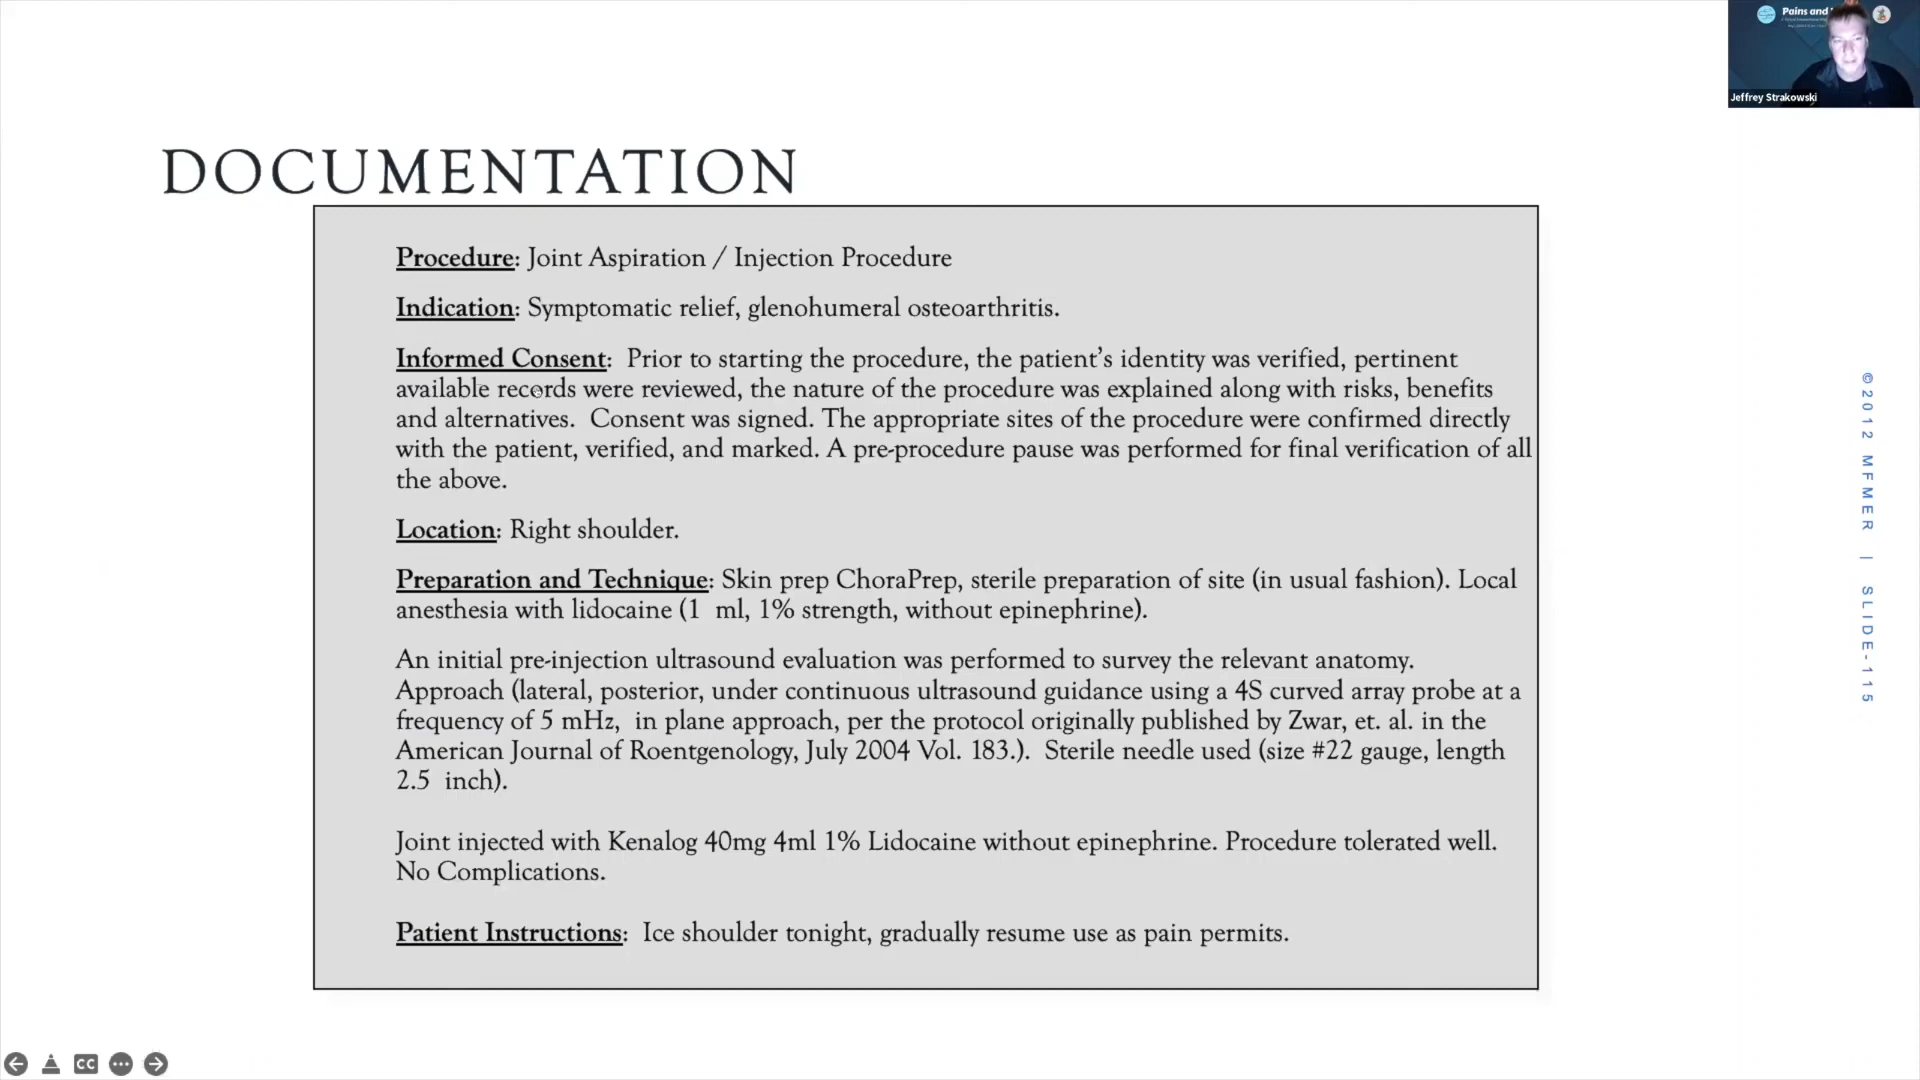 Pains and
Jeffrey Strakowski
DOCUMENTATION
Procedure: Joint Aspiration / Injection Procedure
Indication: Symptomatic relief, glenohumeral osteoarthritis.
Informed Consent:  Prior to starting the procedure, the patient’s identity was verified, pertinent
available records were reviewed, the nature of the procedure was explained along with risks, benefits
and alternatives.  Consent was signed. The appropriate sites of the procedure were confirmed directly
with the patient, verified, and marked. A pre-procedure pause was performed for final verification of all
the above.
Location: Right shoulder.
Preparation and Technique: Skin prep ChoraPrep, sterile preparation of site (in usual fashion). Local
anesthesia with lidocaine (1  ml, 1% strength, without epinephrine).
An initial pre-injection ultrasound evaluation was performed to survey the relevant anatomy.
Approach (lateral, posterior, under continuous ultrasound guidance using a 4S curved array probe at a
frequency of 5 mHz,  in plane approach, per the protocol originally published by Zwar, et. al. in the
American Journal of Roentgenology, July 2004 Vol. 183.).  Sterile needle used (size #22 gauge, length
2.5  inch).
Joint injected with Kenalog 40mg 4ml 1% Lidocaine without epinephrine. Procedure tolerated well.
No Complications.
Patient Instructions:  Ice shoulder tonight, gradually resume use as pain permits.
©2012 MFMER | SLIDE-115
CC